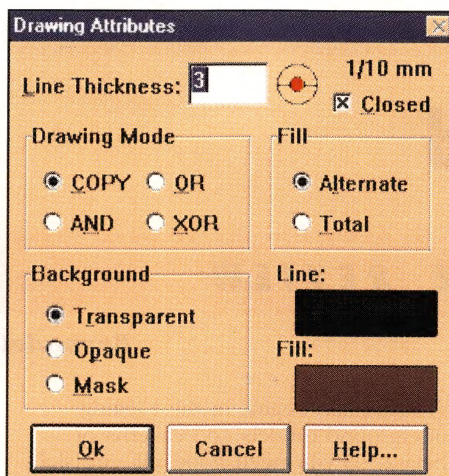 Drawing Attributes
Line Thickness: 3 1/10 mm
Closed
Drawing Mode
COPY OR
AND XOR
Fill
Alternate
Total
Background
Transparent
Opaque
Mask
Line:
Fill:
Ok Cancel Help...